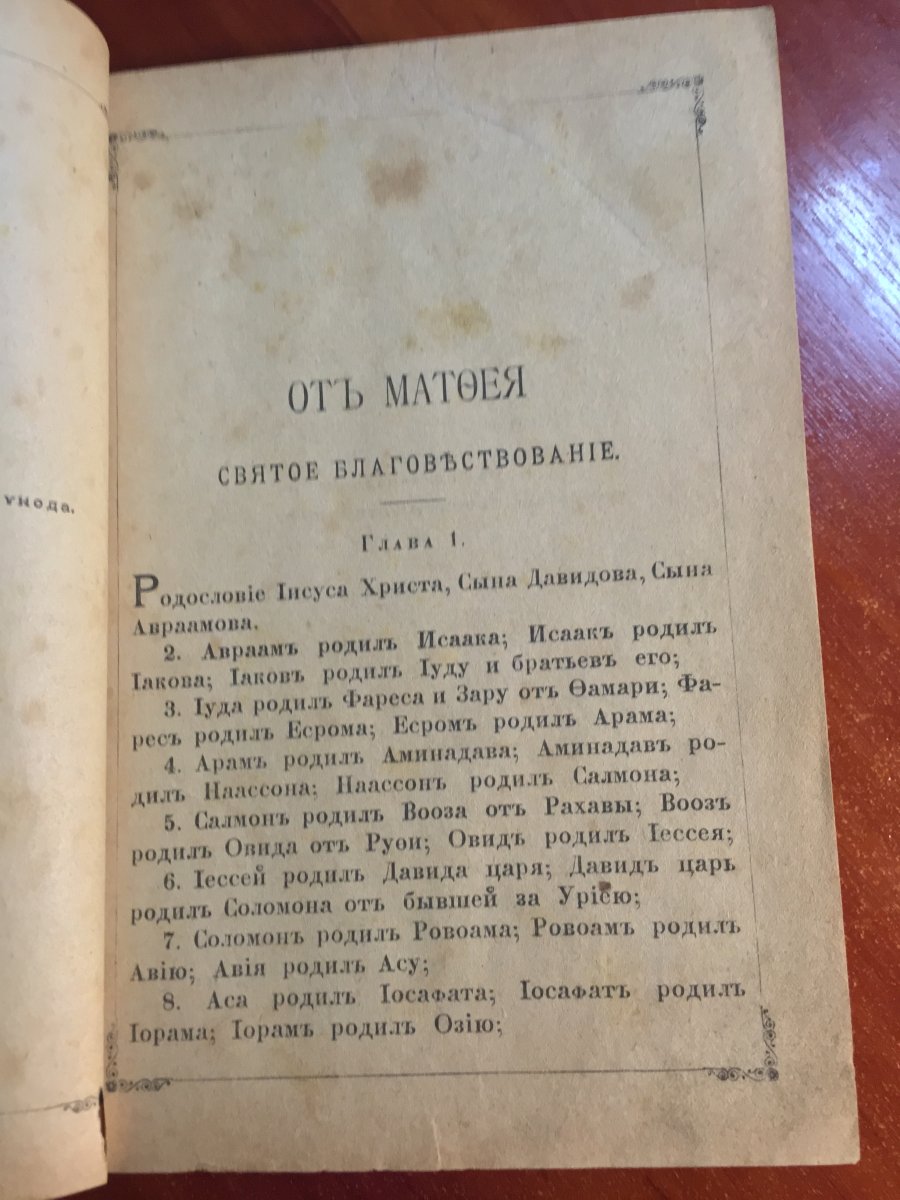 унода.
ОТЪ МАТѲЕЯ
СВЯТОЕ БЛАГОВѢСТВОВАНІЕ.
Глава 1.
Родословіе Іисуса Христа, Сына Давидова, Сына
Авраамова.
2. Авраамъ родилъ Исаака; Исаакъ родилъ
Іакова; Іаковъ родилъ Іуду и братьевъ его;
3. Іуда родилъ Фареса и Зару отъ Ѳамари; Фа-
ресъ родилъ Есрома; Есромъ родилъ Арама;
4. Арамъ родилъ Аминадава; Аминадавъ ро-
дилъ Наассона; Наассонъ родилъ Салмона;
5. Салмонъ родилъ Вооза отъ Рахавы; Воозъ
родилъ Овида отъ Руѳи; Овидъ родилъ Іессея;
6. Іессей родилъ Давида царя; Давидъ царь
родилъ Соломона отъ бывшей за Уріею;
7. Соломонъ родилъ Ровоама; Ровоамъ родилъ
Авію; Авія родилъ Асу;
8. Аса родилъ Іосафата; Іосафатъ родилъ
Іорама; Іорамъ родилъ Озію;